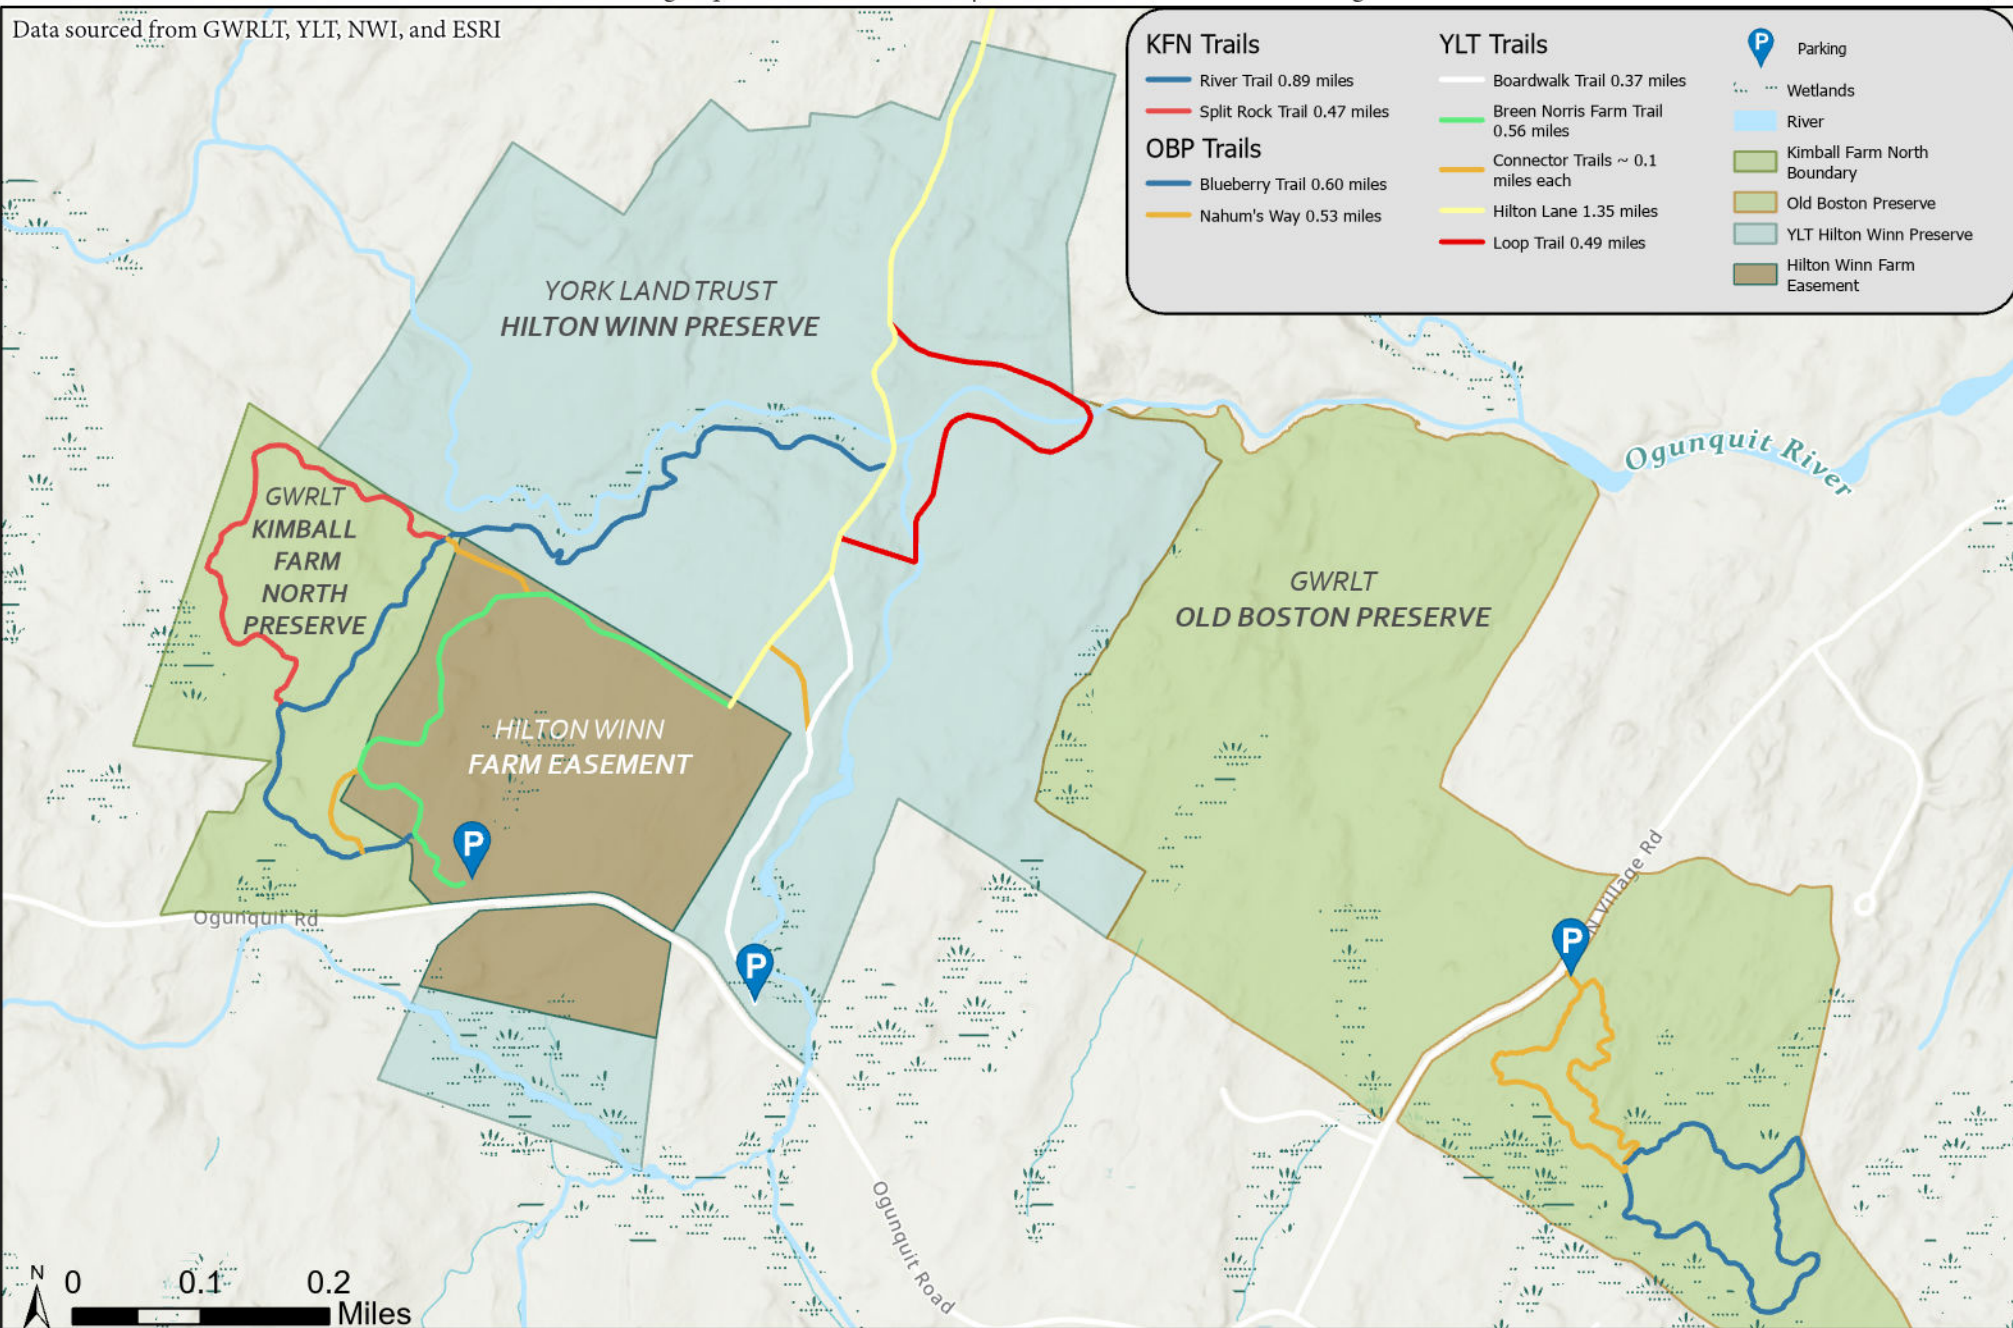 Data sourced from GWRLT, YLT, NWI, and ESRI
KFN Trails
River Trail 0.89 miles
Split Rock Trail 0.47 miles
OBP Trails
Blueberry Trail 0.60 miles
Nahum's Way 0.53 miles
YLT Trails
Boardwalk Trail 0.37 miles
Breen Norris Farm Trail
0.56 miles
Connector Trails ~ 0.1
miles each
Hilton Lane 1.35 miles
Loop Trail 0.49 miles
P
Parking
Wetlands
River
Kimball Farm North
Boundary
Old Boston Preserve
YLT Hilton Winn Preserve
Hilton Winn Farm
Easement
YORK LAND TRUST
HILTON WINN PRESERVE
Ogunquit River
GWRLT
KIMBALL
FARM
NORTH
PRESERVE
GWRLT
OLD BOSTON PRESERVE
HILTON WINN
FARM EASEMENT
P
N Village Rd
Ogunquit Rd
P
P
Ogunquit Road
N
0 0.1 0.2
Miles